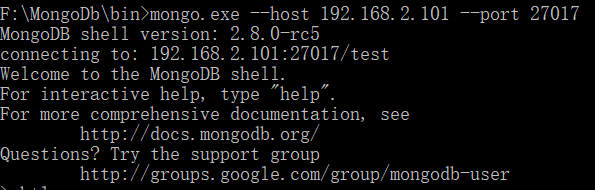 F:\MongoDb\bin>mongo.exe --host 192.168.2.101 --port 27017
MongoDB shell version: 2.8.0-rc5
connecting to: 192.168.2.101:27017/test
Welcome to the MongoDB shell.
For interactive help, type "help".
For more comprehensive documentation, see
http://docs.mongodb.org/
Questions? Try the support group
http://groups.google.com/group/mongodb-user